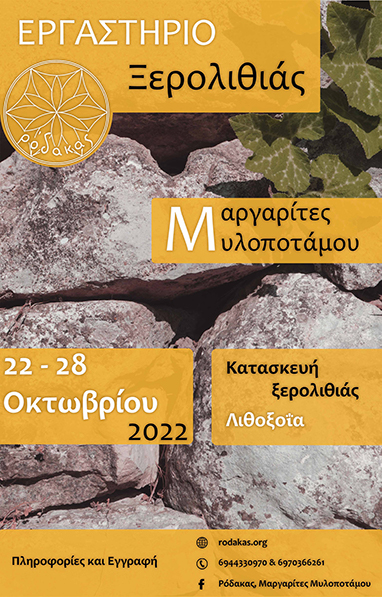 ΕΡΓΑΣΤΗΡΙΟ
Ξερολιθιάς
ρόδακας
Μαργαρίτες
Μυλοποτάμου
22 - 28
Οκτωβρίου
2022
Κατασκευή
ξερολιθιάς
Λιθοξοΐα
Πληροφορίες και Εγγραφή
rodakas.org
6944330970 & 6970366261
Ρόδακας, Μαργαρίτες Μυλοποτάμου